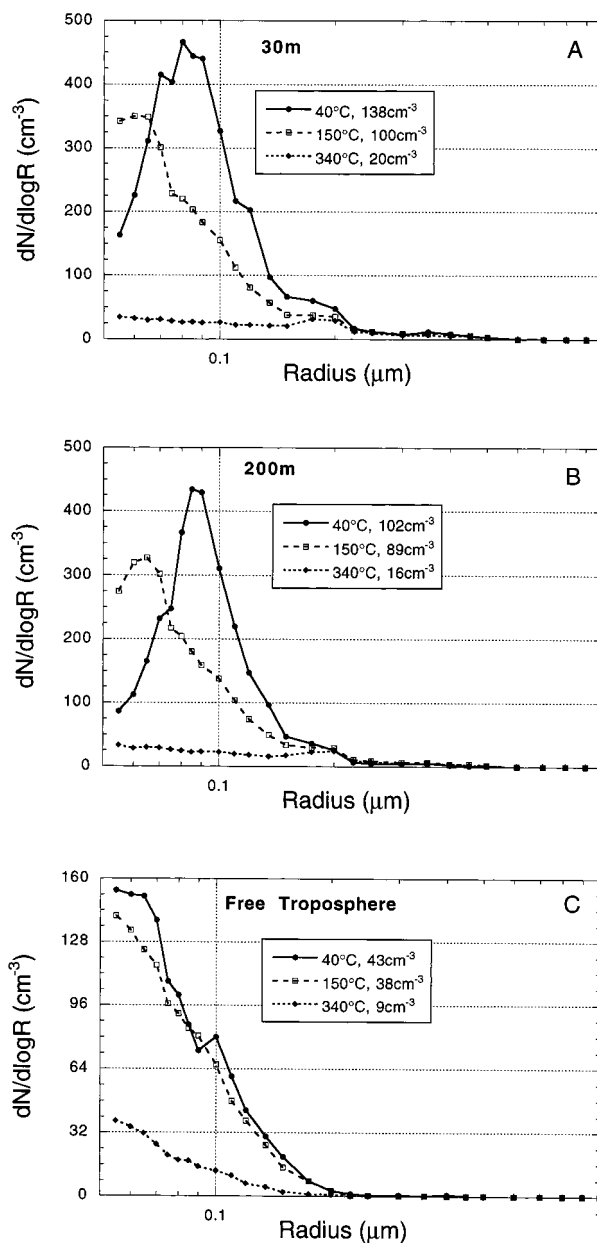 30m
A
500
400
300
200
100
0
dN/dlogR (cm-3)
40°C, 138cm-3
150°C, 100cm-3
340°C, 20cm-3
0.1
Radius (µm)
200m
B
500
400
300
200
100
0
dN/dlogR (cm-3)
40°C, 102cm-3
150°C, 89cm-3
340°C, 16cm-3
0.1
Radius (µm)
Free Troposphere
C
160
128
96
64
32
0
dN/dlogR (cm-3)
40°C, 43cm-3
150°C, 38cm-3
340°C, 9cm-3
0.1
Radius (µm)